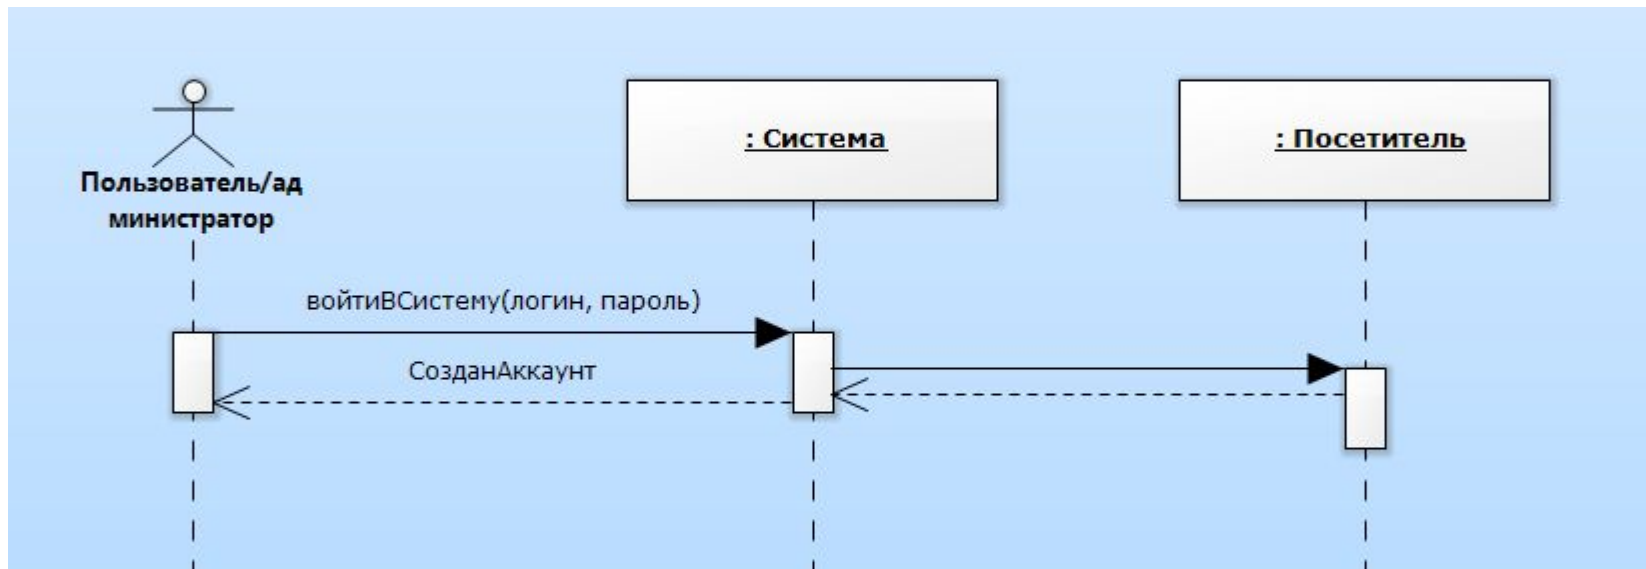 : Система
: Посетитель
Пользователь/ад
министратор
войтиВСистему(логин, пароль)
СозданАккаунт